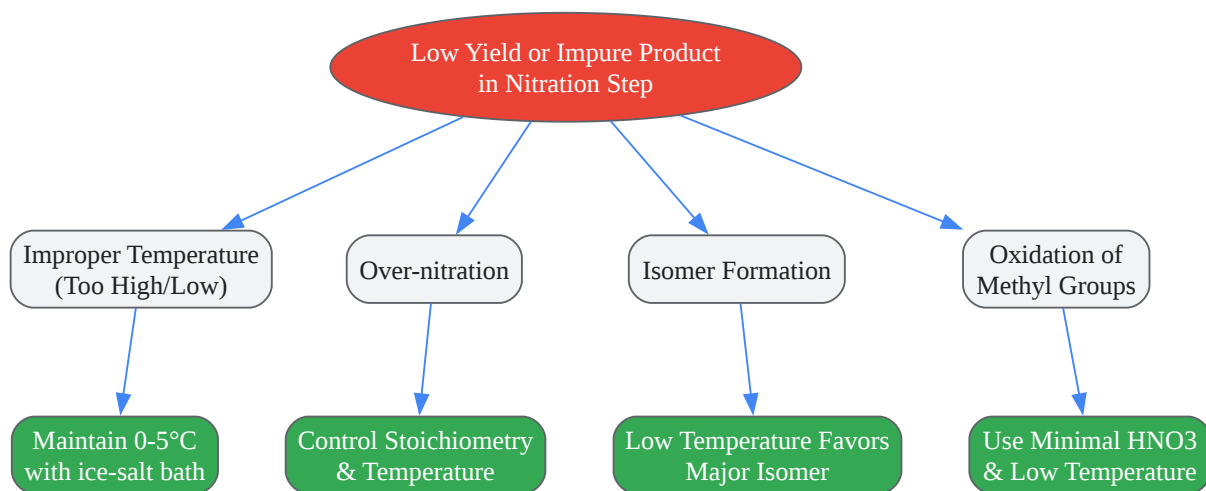 Low Yield or Impure Product
in Nitration Step
Improper Temperature
(Too High/Low)
Over-nitration
Isomer Formation
Oxidation of
Methyl Groups
Maintain 0-5°C
with ice-salt bath
Control Stoichiometry
& Temperature
Low Temperature Favors
Major Isomer
Use Minimal HNO3
& Low Temperature